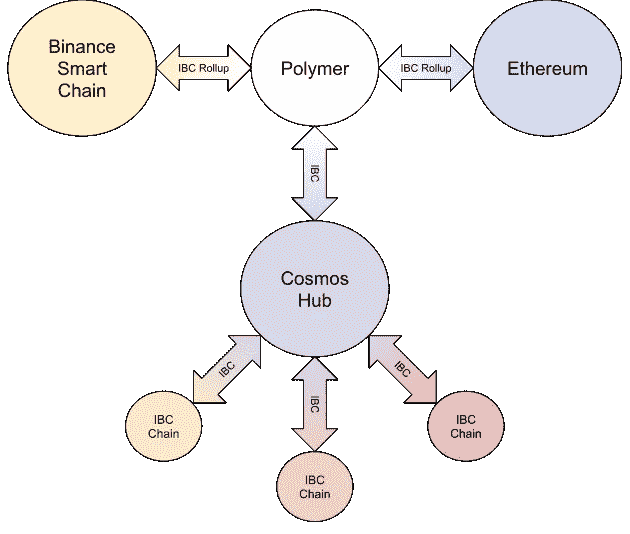 Binance
Smart
Chain
IBC Rollup
Polymer
IBC Rollup
Ethereum
IBC
Cosmos
Hub
IBC
IBC
IBC
IBC
Chain
IBC
Chain
IBC
Chain